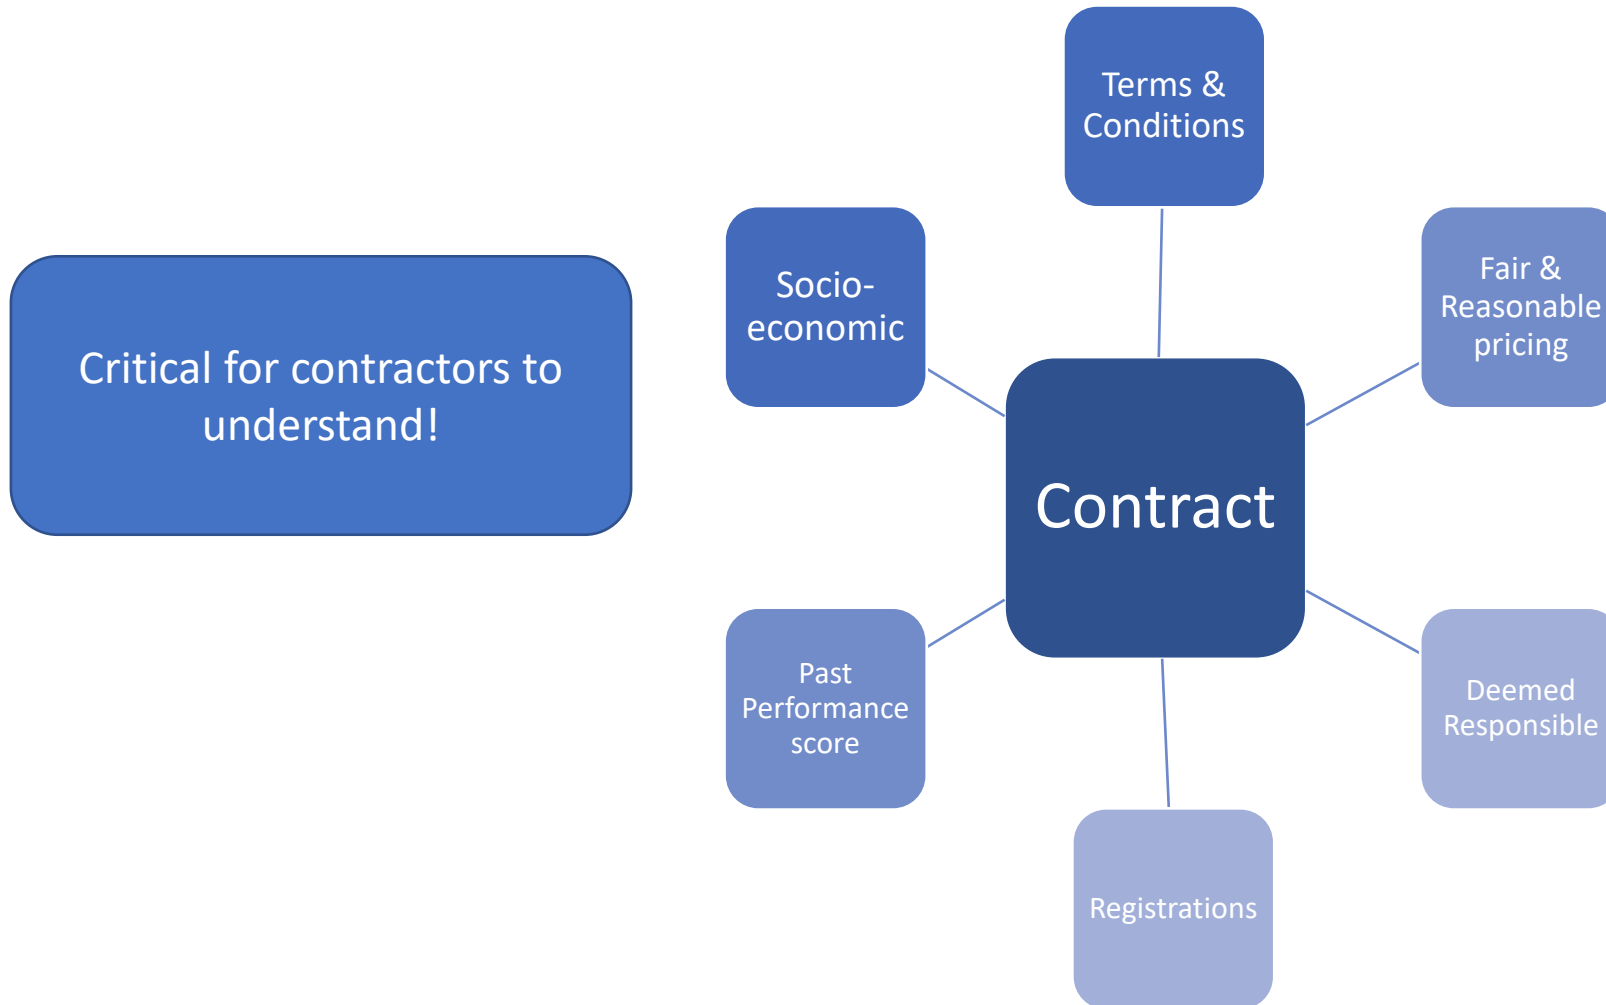 Critical for contractors to
understand!
Terms &
Conditions
Fair &
Reasonable
pricing
Deemed
Responsible
Registrations
Past
Performance
score
Socio-
economic
Contract